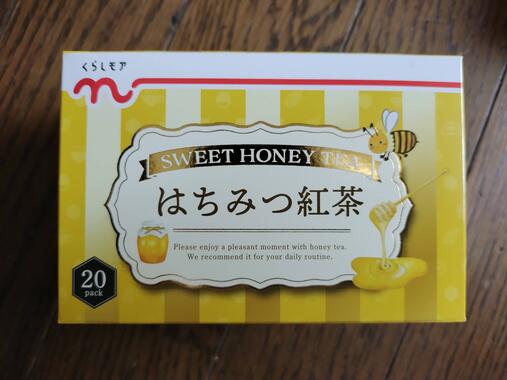 くらしモア
SWEET HONEY TEA
はちみつ紅茶
Please enjoy a pleasant moment with honey tea.
We recommend it for your daily routine.
20
pack